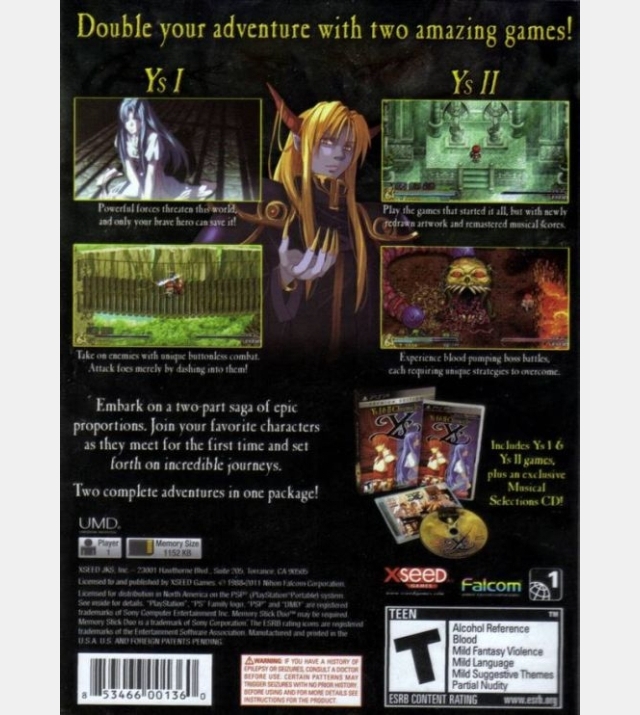 Double your adventure with two amazing games!
Ys I
Ys II
Powerful forces threaten this world,
and only your brave hero can save it!
Play the games that started it all, but with newly
redrawn artwork and remastered musical scores.
Take on enemies with unique buttonless combat.
Attack foes merely by dashing into them!
Experience blood-pumping boss battles,
each requiring unique strategies to overcome.
Embark on a two-part saga of epic
proportions. Join your favorite characters
as they meet for the first time and set
forth on incredible journeys.
Two complete adventures in one package!
Includes Ys I &
Ys II games,
plus an exclusive
Musical
Selections CD!
UMD
Player
1
Memory Size
1152 KB
XSEED JKS, Inc. - 23001 Hawthorne Blvd., Suite 205, Torrance, CA 90505
Licensed to and published by XSEED Games. © 1988-2011 Nihon Falcom Corporation.
Licensed for distribution in North America on the PSP® (PlayStation®Portable) system.
See inside for details. "PlayStation", "PS" Family logo, "PSP" and "UMD" are registered
trademarks of Sony Computer Entertainment Inc. Memory Stick Duo™ may be required.
Memory Stick Duo is a trademark of Sony Corporation. The ESRB rating icons are registered
trademarks of the Entertainment Software Association. Manufactured and printed in the
U.S.A. U.S. AND FOREIGN PATENTS PENDING.
XSEED
GAMES
Falcom
1
TEEN
TM
T
Alcohol Reference
Blood
Mild Fantasy Violence
Mild Language
Mild Suggestive Themes
Partial Nudity
ESRB CONTENT RATING www.esrb.org
8 53466 00136 0
WARNING: IF YOU HAVE A HISTORY OF
EPILEPSY OR SEIZURES, CONSULT A DOCTOR
BEFORE USE. CERTAIN PATTERNS MAY
TRIGGER SEIZURES WITH NO PRIOR HISTORY.
BEFORE USING AND FOR MORE DETAILS SEE
INSTRUCTIONS FOR THE PRODUCT.